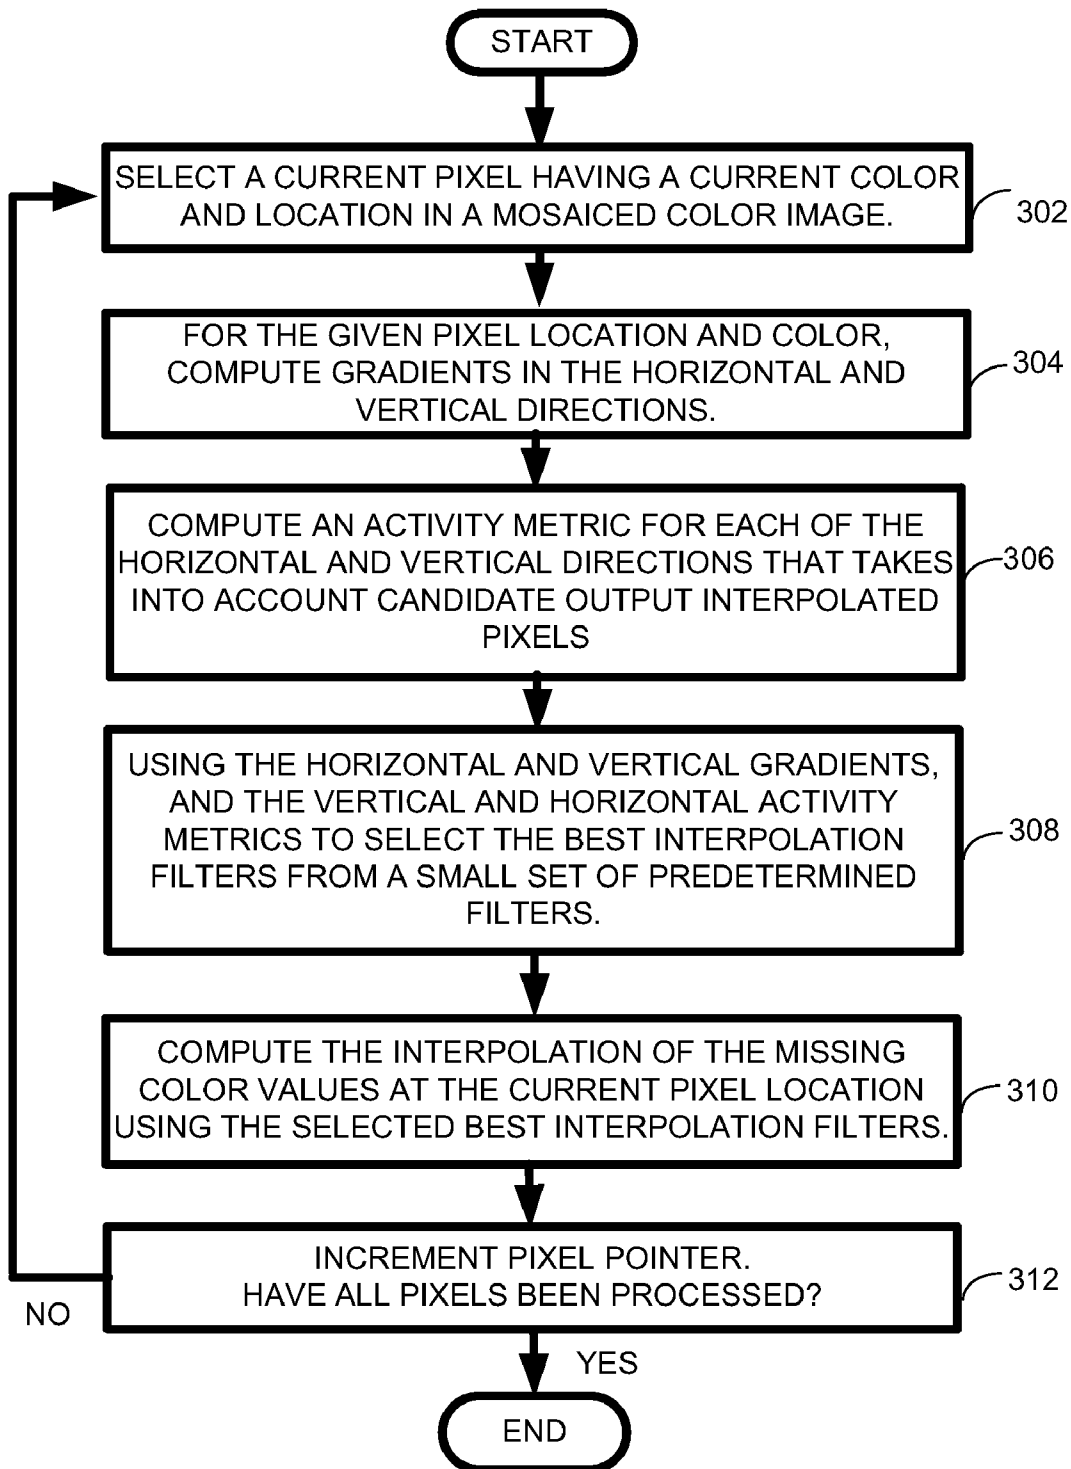 START
SELECT A CURRENT PIXEL HAVING A CURRENT COLOR
AND LOCATION IN A MOSAICED COLOR IMAGE.
302
FOR THE GIVEN PIXEL LOCATION AND COLOR,
COMPUTE GRADIENTS IN THE HORIZONTAL AND
VERTICAL DIRECTIONS.
304
COMPUTE AN ACTIVITY METRIC FOR EACH OF THE
HORIZONTAL AND VERTICAL DIRECTIONS THAT TAKES
INTO ACCOUNT CANDIDATE OUTPUT INTERPOLATED
PIXELS
306
USING THE HORIZONTAL AND VERTICAL GRADIENTS,
AND THE VERTICAL AND HORIZONTAL ACTIVITY
METRICS TO SELECT THE BEST INTERPOLATION
FILTERS FROM A SMALL SET OF PREDETERMINED
FILTERS.
308
COMPUTE THE INTERPOLATION OF THE MISSING
COLOR VALUES AT THE CURRENT PIXEL LOCATION
USING THE SELECTED BEST INTERPOLATION FILTERS.
310
INCREMENT PIXEL POINTER.
HAVE ALL PIXELS BEEN PROCESSED?
312
NO
YES
END